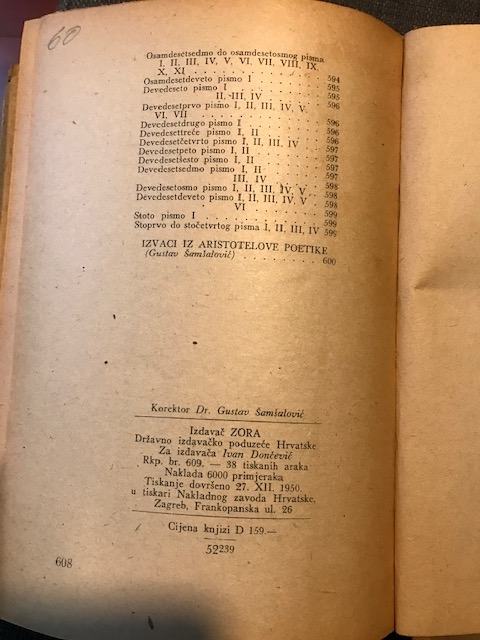 60
Osamdesetsedmo do osamdesetosmog pisma
I, II, III, IV, V, VI, VII, VIII, IX,
X, XI . . . . . . . . . . . 594
Osamdesetdeveto pismo I . . . . . . 595
Devedeseto pismo I . . . . . . . . 595
II, III, IV . . . . . . 596
Devedesetprvo pismo I, II, III, IV, V,
VI, VII . . . . . . . . . . . 596
Devedesetdrugo pismo I . . . . . . 596
Devedesettreće pismo I, II . . . . . 596
Devedesetčetvrto pismo I, II, III, IV . . 597
Devedesetpeto pismo I, II . . . . . 597
Devedesetšesto pismo I, II . . . . . 597
Devedesetsedmo pismo I, II . . . . 597
III, IV . . . . 598
Devedesetosmo pismo I, II, III, IV, V . 598
Devedesetdeveto pismo I, II, III, IV, V . 598
VI . . . . . 599
Stoto pismo I . . . . . . . . . 599
Stoprvo do stočetvrtog pisma I, II, III, IV 599
IZVACI IZ ARISTOTELOVE POETIKE
(Gustav Šamšalović) . . . . . . . 600
Korektor Dr. Gustav Šamšalović
Izdavač ZORA
Državno izdavačko poduzeće Hrvatske
Za izdavača Ivan Dončević
Rkp. br. 609. — 38 tiskanih araka
Naklada 6000 primjeraka
Tiskanje dovršeno 27. XII. 1950.
u tiskari Nakladnog zavoda Hrvatske,
Zagreb, Frankopanska ul. 26
Cijena knjizi D 159.—
52239
608